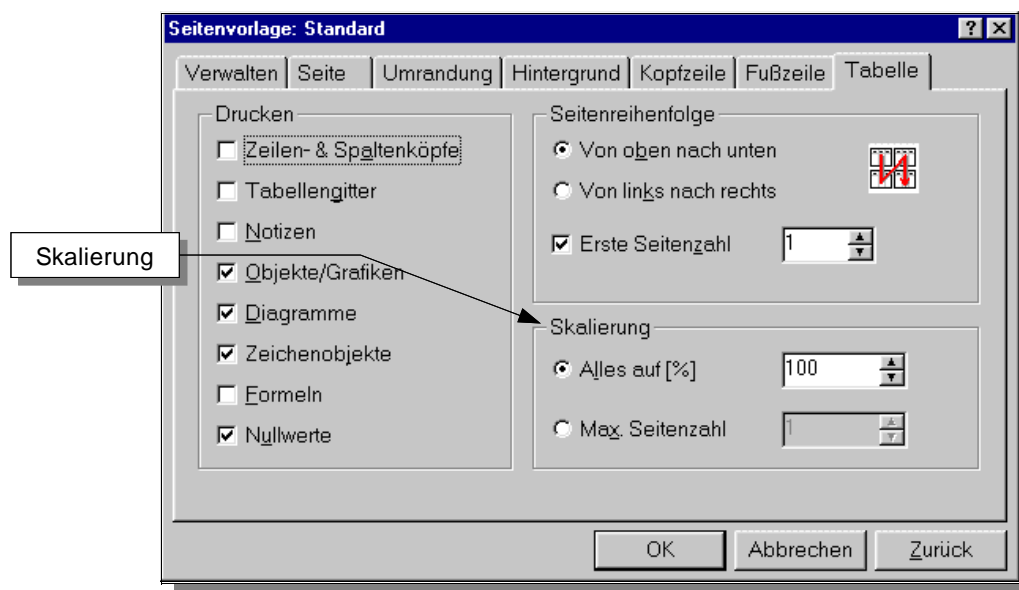 Seitenvorlage: Standard
Verwalten Seite Umrandung Hintergrund Kopfzeile Fußzeile Tabelle
Drucken
Zeilen- & Spaltenköpfe
Tabellengitter
Notizen
Objekte/Grafiken
Diagramme
Zeichenobjekte
Formeln
Nullwerte
Seitenreihenfolge
Von oben nach unten
Von links nach rechts
Erste Seitenzahl 1
Skalierung
Alles auf [%] 100
Max. Seitenzahl 1
Skalierung
OK Abbrechen Zurück